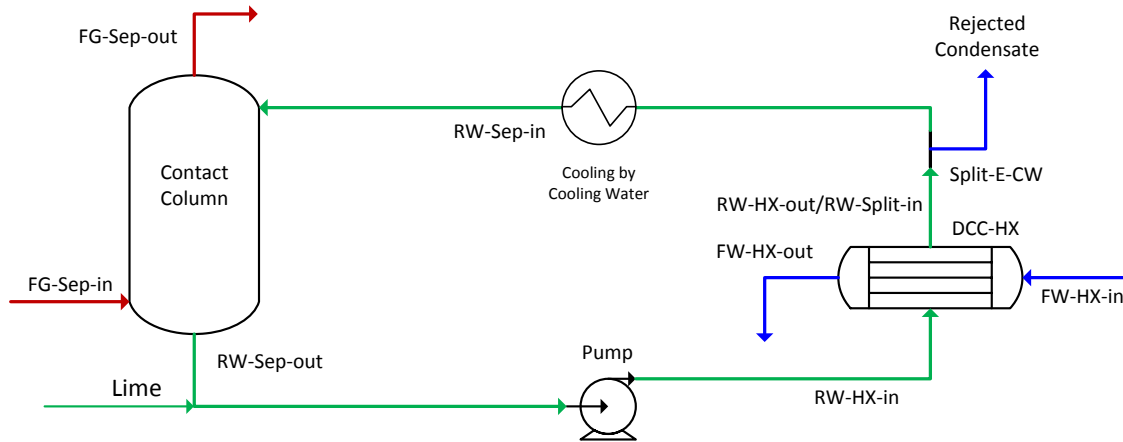 FG-Sep-out
Rejected
Condensate
RW-Sep-in
Contact
Column
Cooling by
Cooling Water
Split-E-CW
RW-HX-out/RW-Split-in
DCC-HX
FW-HX-out
FG-Sep-in
FW-HX-in
RW-Sep-out
Pump
Lime
RW-HX-in